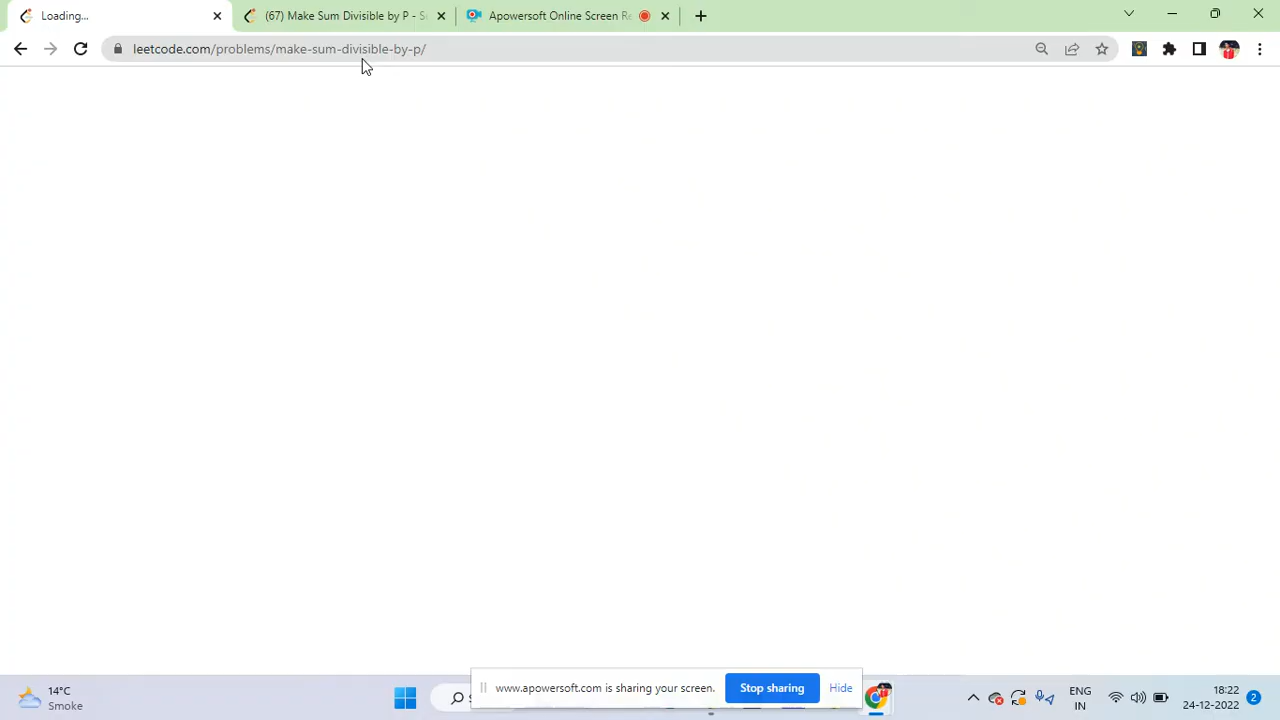 Loading...
(67) Make Sum Divisible by P - S
Apowersoft Online Screen Re
leetcode.com/problems/make-sum-divisible-by-p/
www.apowersoft.com is sharing your screen.
Stop sharing
Hide
14°C
Smoke
ENG
IN
18:22
24-12-2022
2